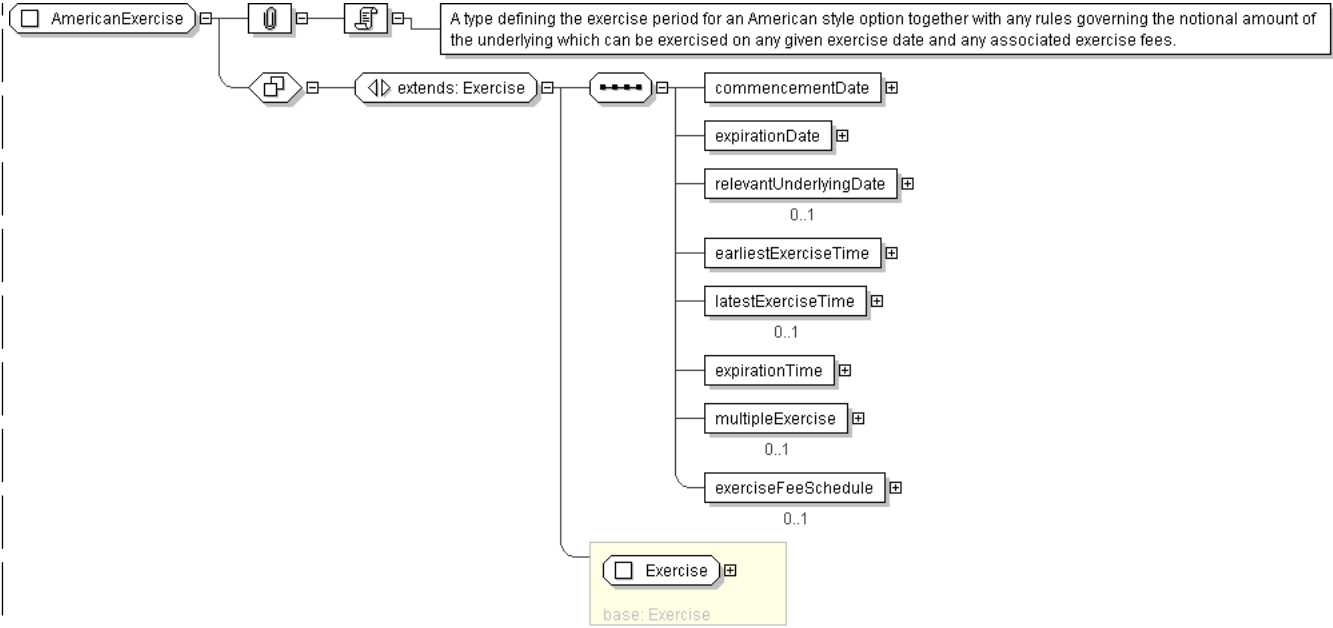 AmericanExercise
A type defining the exercise period for an American style option together with any rules governing the notional amount of
the underlying which can be exercised on any given exercise date and any associated exercise fees.
extends: Exercise
commencementDate
expirationDate
relevantUnderlyingDate
0..1
earliestExerciseTime
latestExerciseTime
0..1
expirationTime
multipleExercise
0..1
exerciseFeeSchedule
0..1
Exercise
base: Exercise